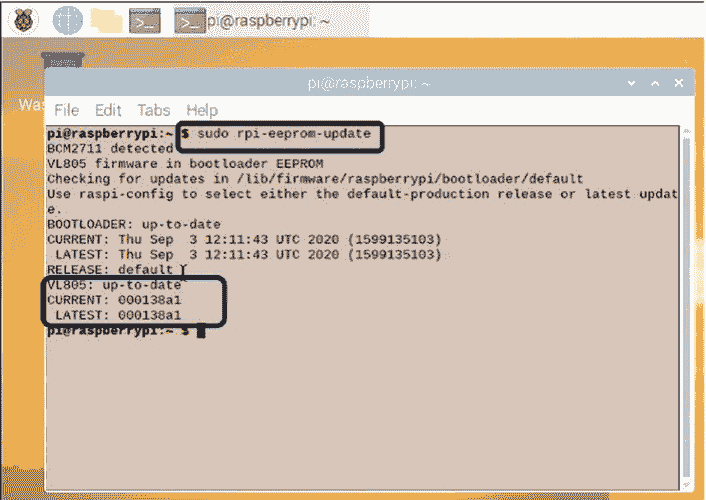 pi@raspberrypi: ~
Was
pi@raspberrypi: ~
File Edit Tabs Help
pi@raspberrypi:~ $ sudo rpi-eeprom-update
BCM2711 detected
VL805 firmware in bootloader EEPROM
Checking for updates in /lib/firmware/raspberrypi/bootloader/default
Use raspi-config to select either the default-production release or latest updat
e.
BOOTLOADER: up-to-date
CURRENT: Thu Sep  3 12:11:43 UTC 2020 (1599135103)
LATEST: Thu Sep  3 12:11:43 UTC 2020 (1599135103)
RELEASE: default
VL805: up-to-date
CURRENT: 000138a1
LATEST: 000138a1
pi@raspberrypi:~ $